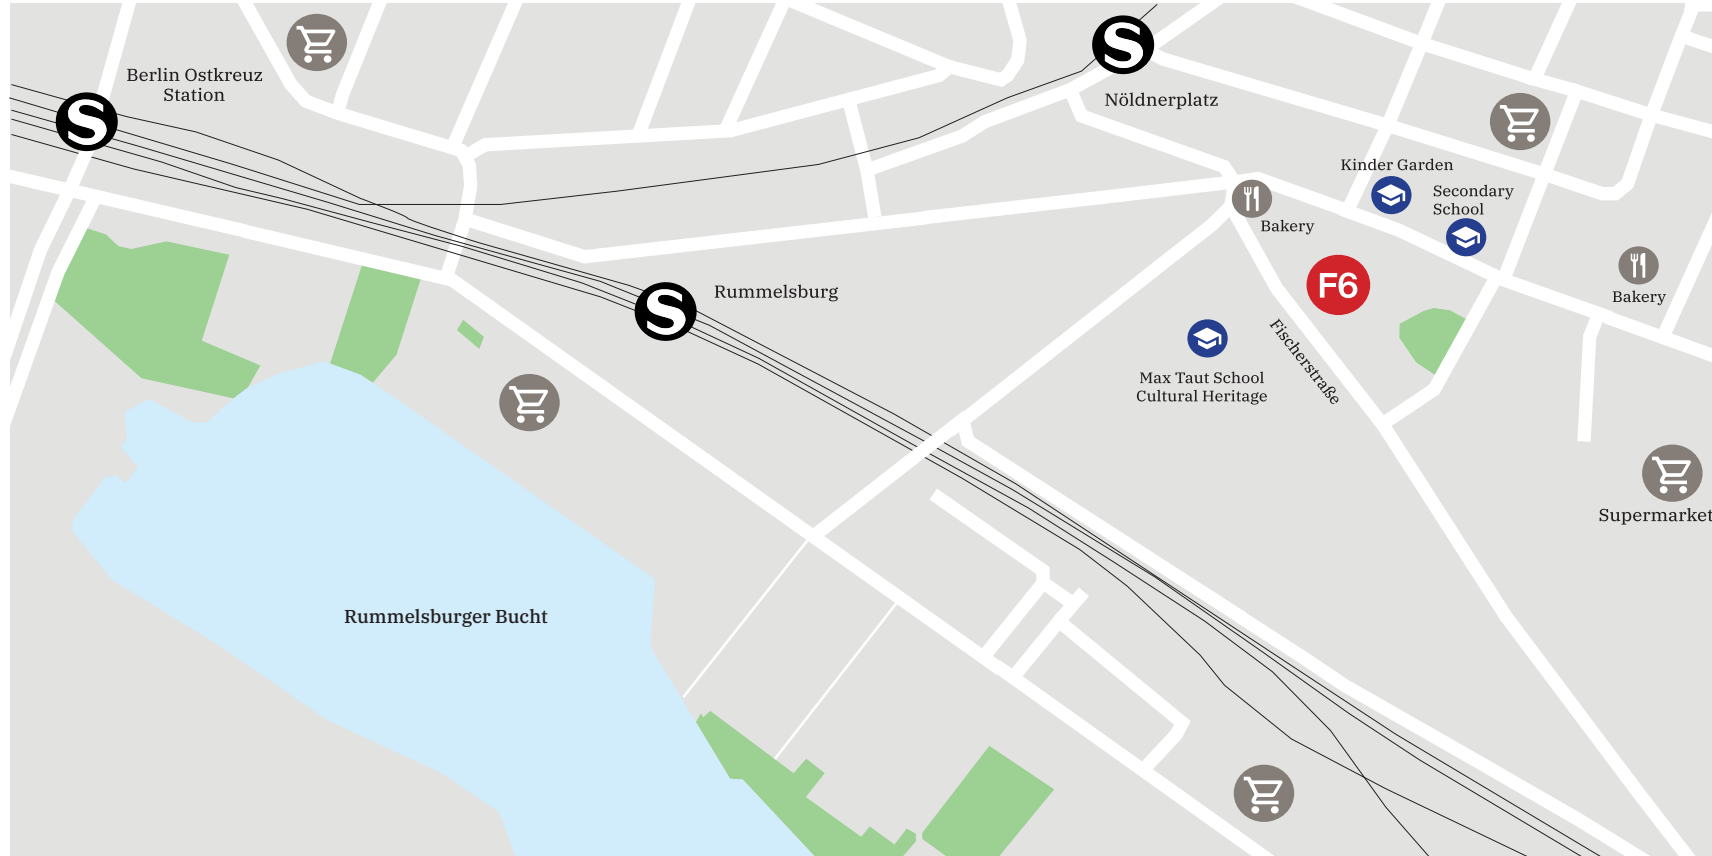 S
Berlin Ostkreuz
Station
S
Nöldnerplatz
Kinder Garden
Secondary
School
Bakery
F6
Bakery
S
Rummelsburg
Fischerstraße
Max Taut School
Cultural Heritage
Supermarket
Rummelsburger Bucht